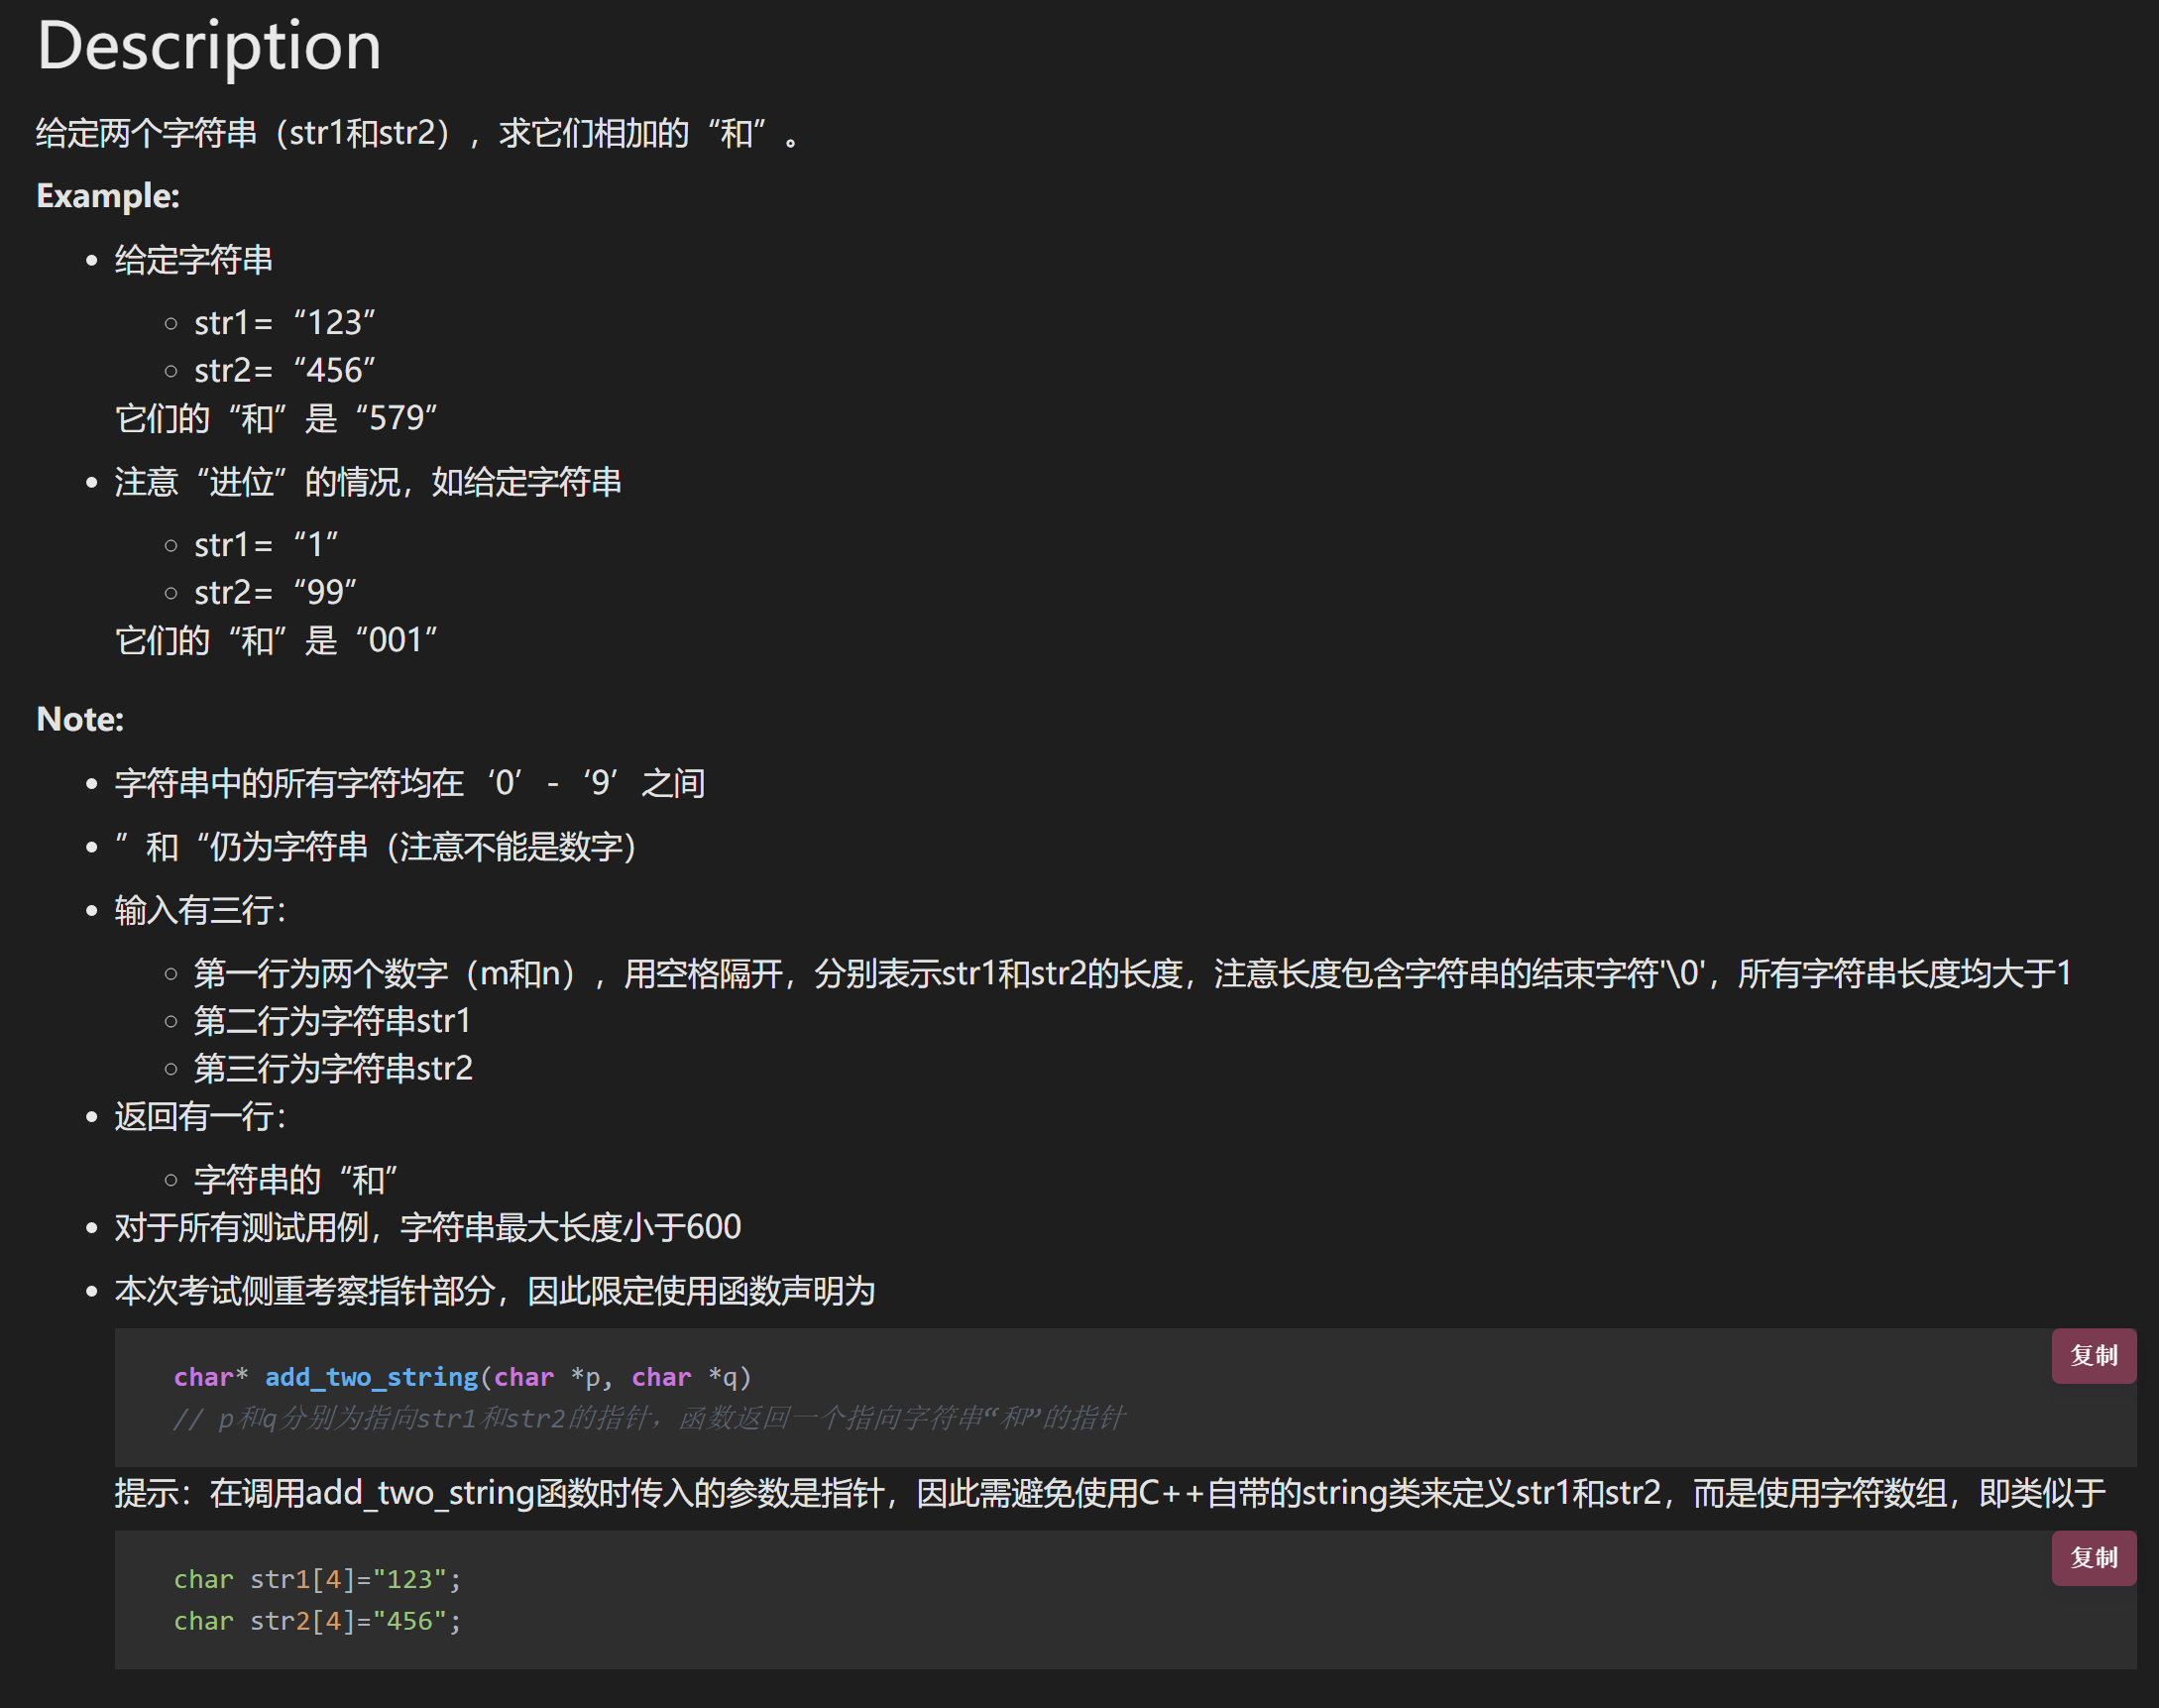 Description
给定两个字符串（str1和str2），求它们相加的“和”。
Example:
给定字符串
str1=“123”
str2=“456”
它们的“和”是“579”
注意“进位”的情况，如给定字符串
str1=“1”
str2=“99”
它们的“和”是“001”
Note:
字符串中的所有字符均在‘0’-‘9’之间
”和“仍为字符串（注意不能是数字）
输入有三行：
第一行为两个数字（m和n），用空格隔开，分别表示str1和str2的长度，注意长度包含字符串的结束字符'\0'，所有字符串长度均大于1
第二行为字符串str1
第三行为字符串str2
返回有一行：
字符串的“和”
对于所有测试用例，字符串最大长度小于600
本次考试侧重考察指针部分，因此限定使用函数声明为
复制
char* add_two_string(char *p, char *q)
// p和q分别为指向str1和str2的指针，函数返回一个指向字符串“和”的指针
提示：在调用add_two_string函数时传入的参数是指针，因此需避免使用C++自带的string类来定义str1和str2，而是使用字符数组，即类似于
复制
char str1[4]="123";
char str2[4]="456";